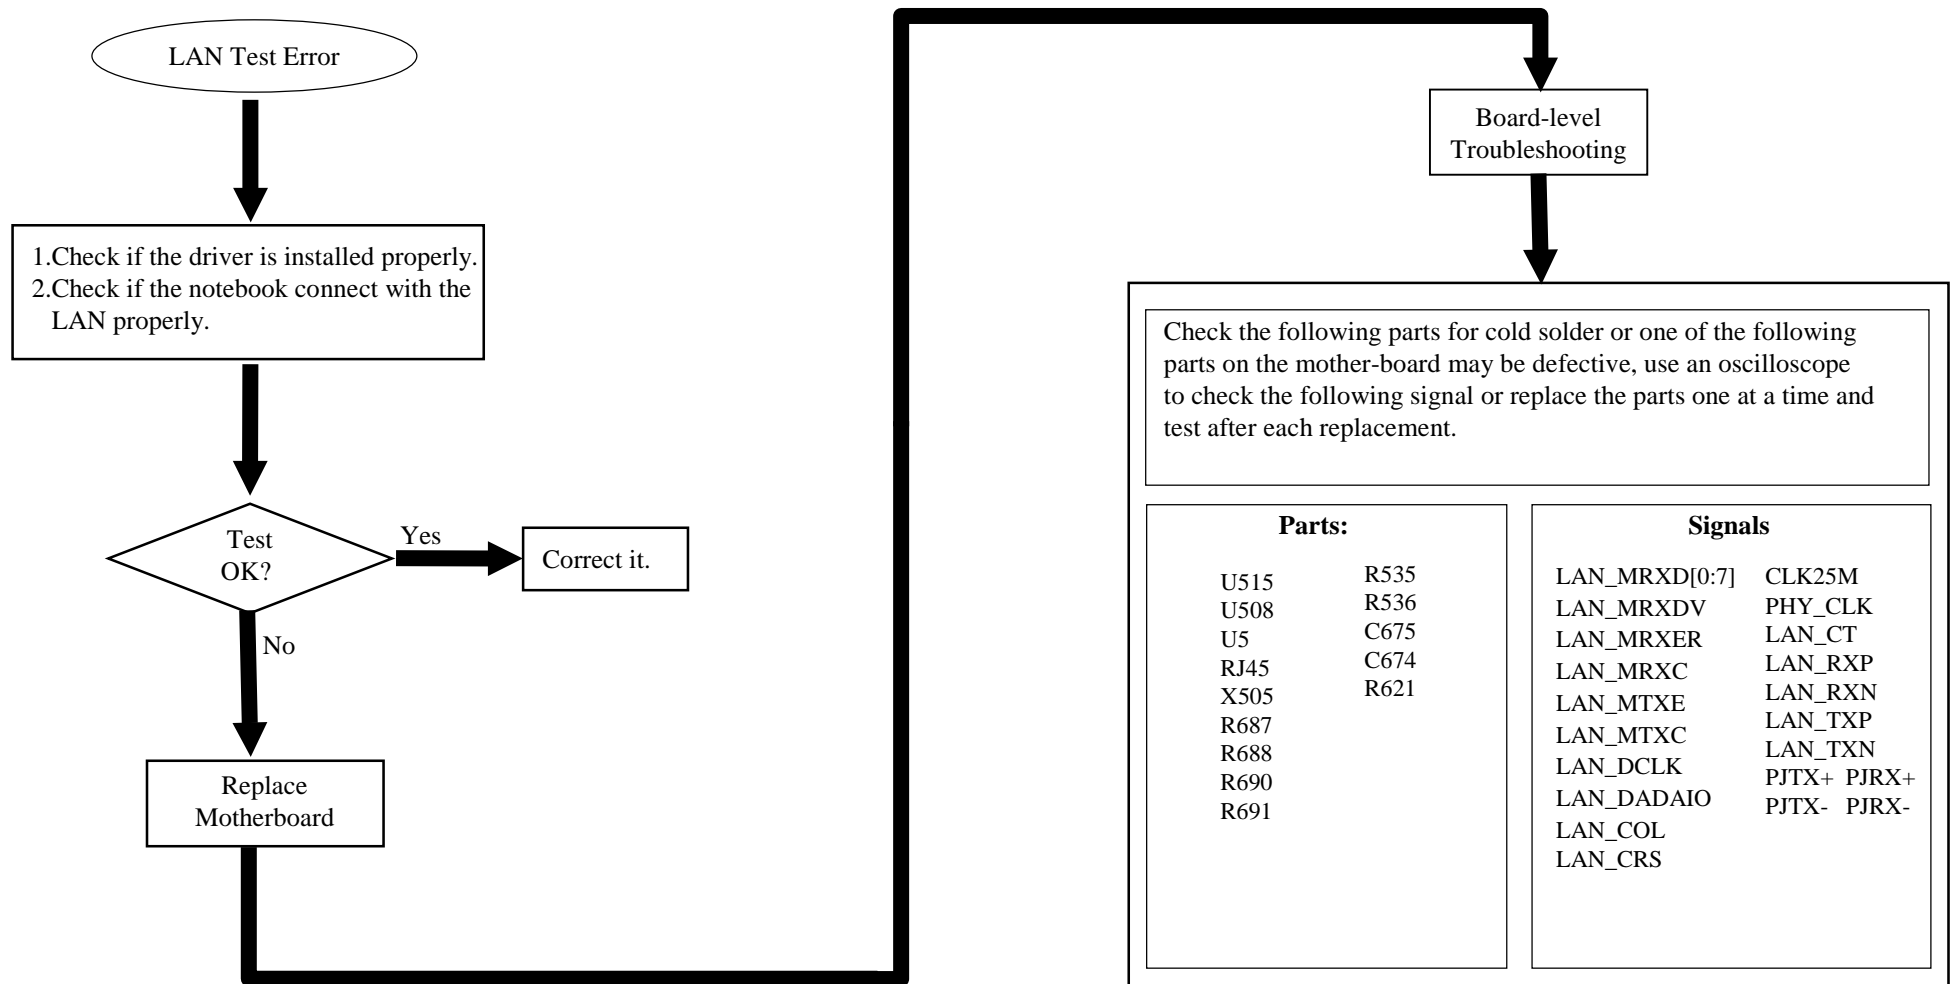 LAN Test Error
1.Check if the driver is installed properly.
2.Check if the notebook connect with the
LAN properly.
Test
OK?
Yes
Correct it.
No
Replace
Motherboard
Board-level
Troubleshooting
Check the following parts for cold solder or one of the following
parts on the mother-board may be defective, use an oscilloscope
to check the following signal or replace the parts one at a time and
test after each replacement.
Parts:
U515
U508
U5
RJ45
X505
R687
R688
R690
R691
R535
R536
C675
C674
R621
Signals
LAN_MRXD[0:7]
LAN_MRXDV
LAN_MRXER
LAN_MRXC
LAN_MTXE
LAN_MTXC
LAN_DCLK
LAN_DADAIO
LAN_COL
LAN_CRS
CLK25M
PHY_CLK
LAN_CT
LAN_RXP
LAN_RXN
LAN_TXP
LAN_TXN
PJTX+ PJRX+
PJTX- PJRX-